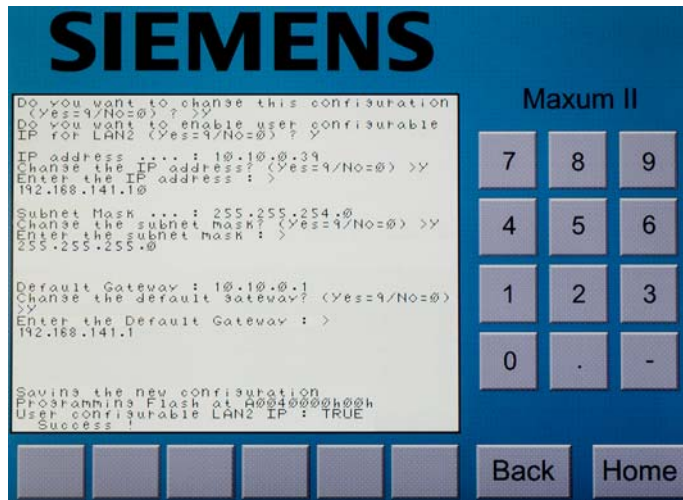 SIEMENS
Maxum II
Do you want to change this configuration
(Yes=9/No=0) ? >Y
Do you want to enable user configurable
IP for LAN2 (Yes=9/No=0) ? Y
IP address .... : 10.10.0.39
Change the IP address? (Yes=9/No=0) >Y
Enter the IP address : >
192.168.141.10
Subnet Mask ... : 255.255.254.0
Change the subnet mask? (Yes=9/No=0) >Y
Enter the subnet mask : >
255.255.255.0
Default Gateway : 10.10.0.1
Change the default gateway? (Yes=9/No=0)
>Y
Enter the Default Gateway : >
192.168.141.1
Saving the new configuration
Programming Flash at A0040000h00h
User configurable LAN2 IP : TRUE
Success !
7 8 9
4 5 6
1 2 3
0 . -
Back Home